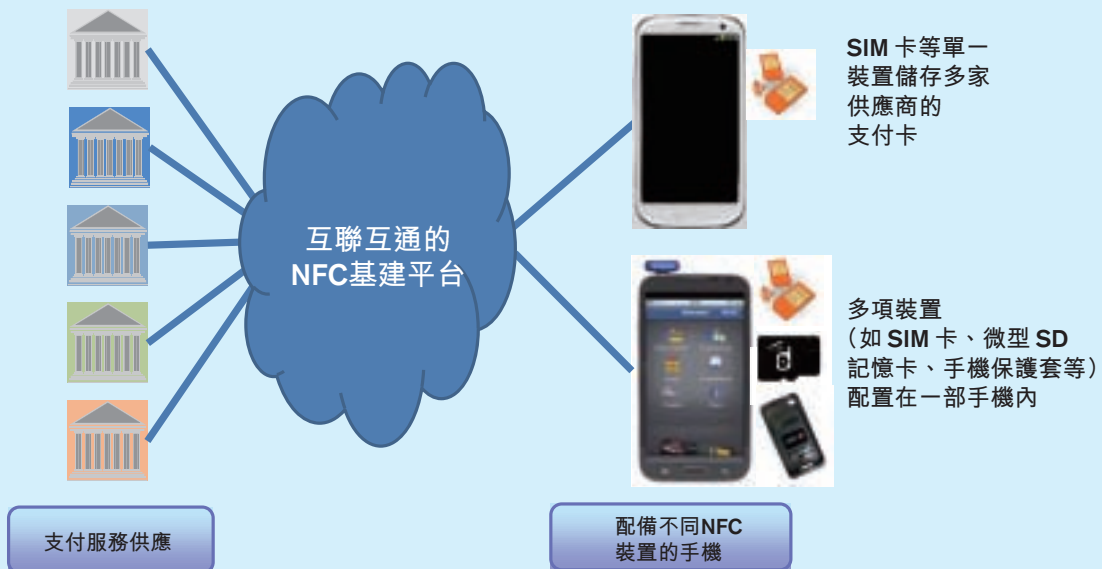 SIM 卡等單一
裝置儲存多家
供應商的
支付卡
互聯互通的
NFC基建平台
多項裝置
（如 SIM 卡、微型 SD
記憶卡、手機保護套等）
配置在一部手機內
支付服務供應
配備不同NFC
裝置的手機